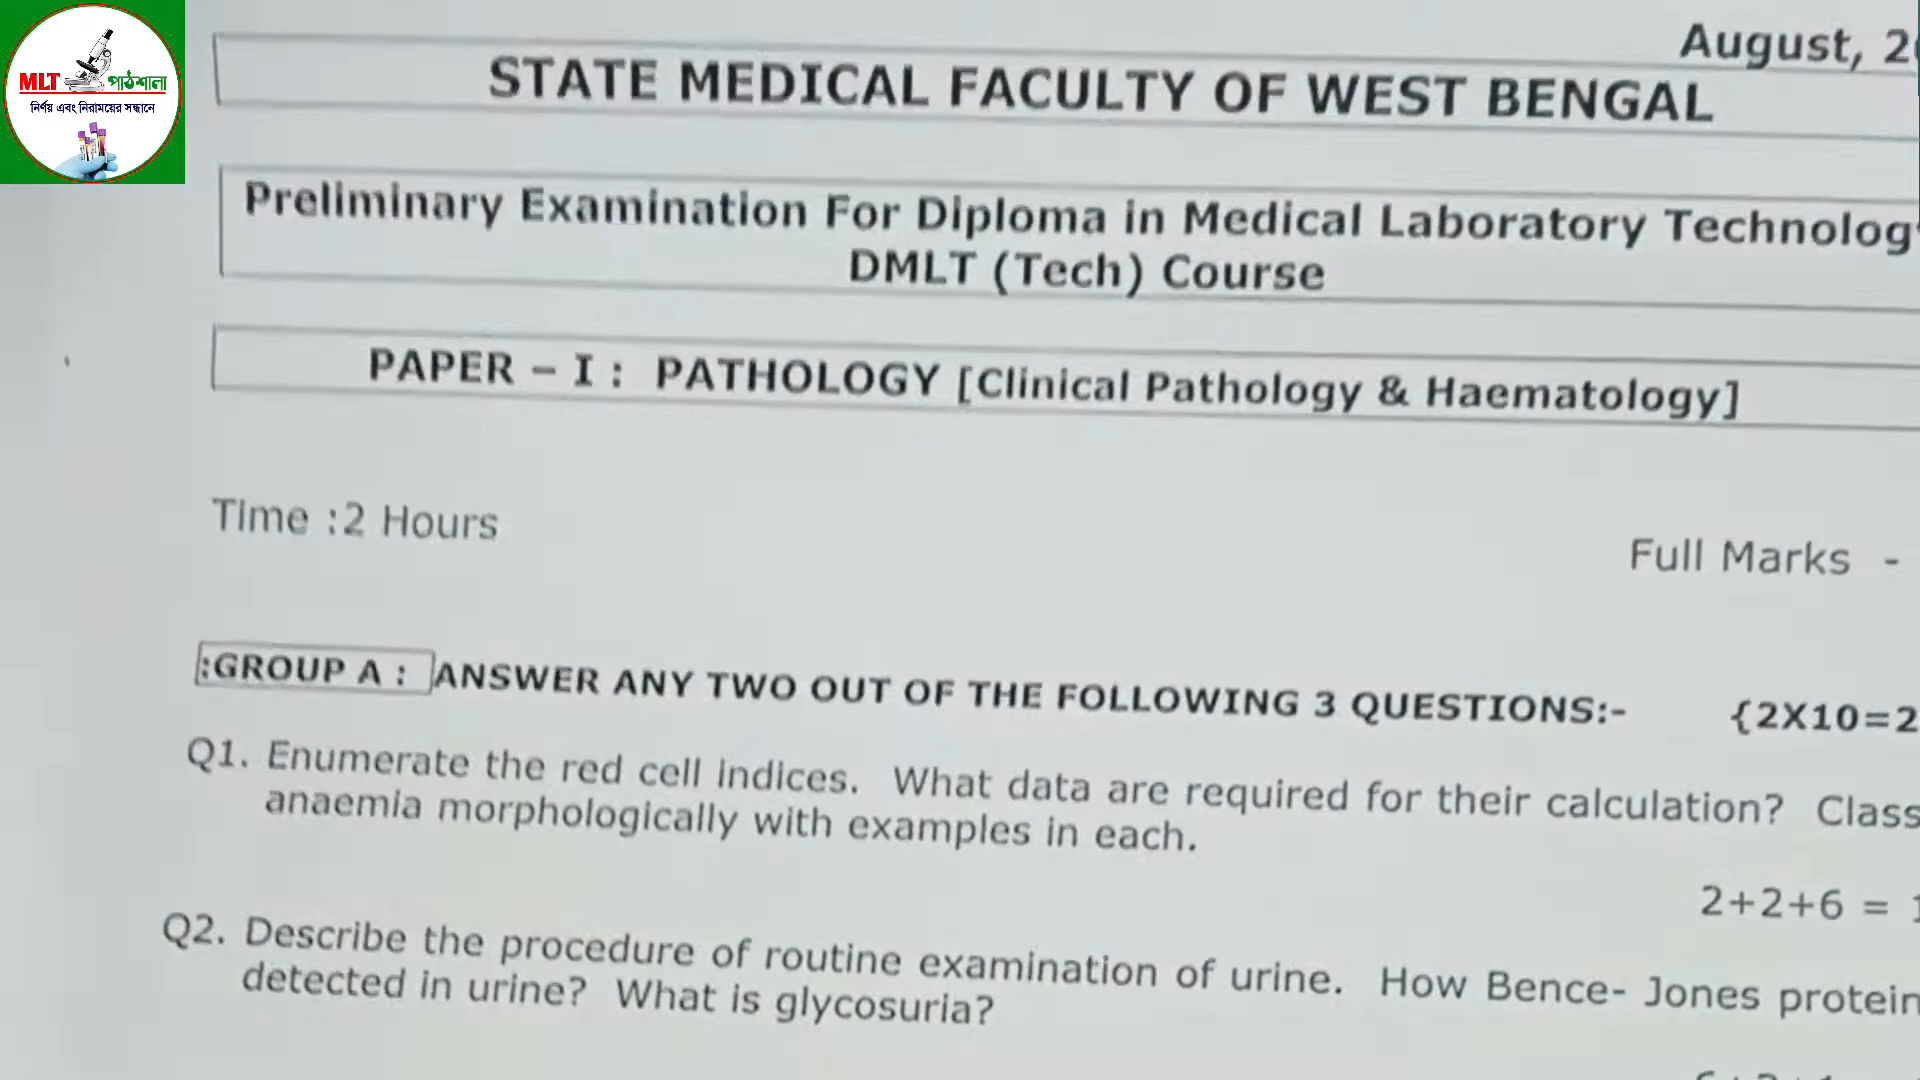 MLT পাঠশালা
নির্ণয় এবং নিরাময়ের সন্ধানে
August,
STATE MEDICAL FACULTY OF WEST BENGAL
Preliminary Examination For Diploma in Medical Laboratory Technolog
DMLT (Tech) Course
PAPER – I : PATHOLOGY [Clinical Pathology & Haematology]
Time :2 Hours
Full Marks -
:GROUP A : ANSWER ANY TWO OUT OF THE FOLLOWING 3 QUESTIONS:- {2X10=2
Q1. Enumerate the red cell indices. What data are required for their calculation? Class
anaemia morphologically with examples in each.
2+2+6 =
Q2. Describe the procedure of routine examination of urine. How Bence- Jones protein
detected in urine? What is glycosuria?